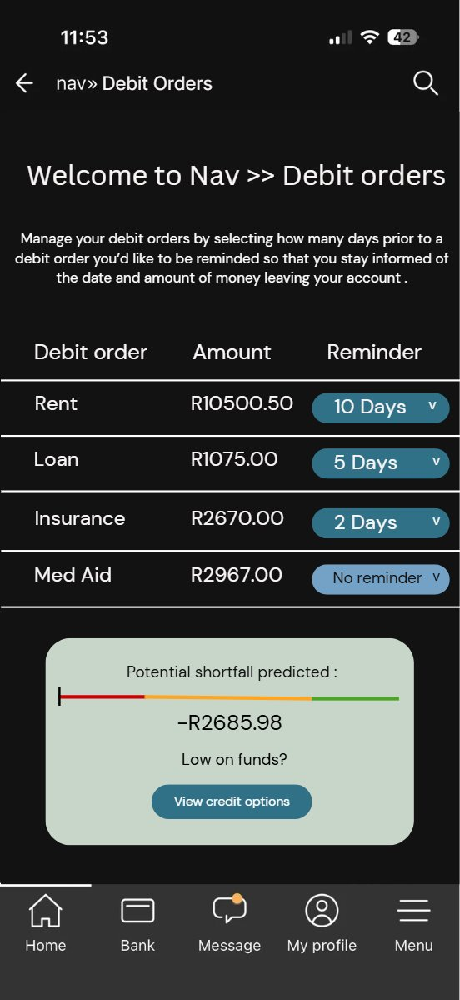 11:53
42
nav» Debit Orders
Welcome to Nav >> Debit orders
Manage your debit orders by selecting how many days prior to a
debit order you’d like to be reminded so that you stay informed of
the date and amount of money leaving your account .
Debit order Amount Reminder
Rent R10500.50 10 Days v
Loan R1075.00 5 Days v
Insurance R2670.00 2 Days v
Med Aid R2967.00 No reminder v
Potential shortfall predicted :
-R2685.98
Low on funds?
View credit options
Home Bank Message My profile Menu